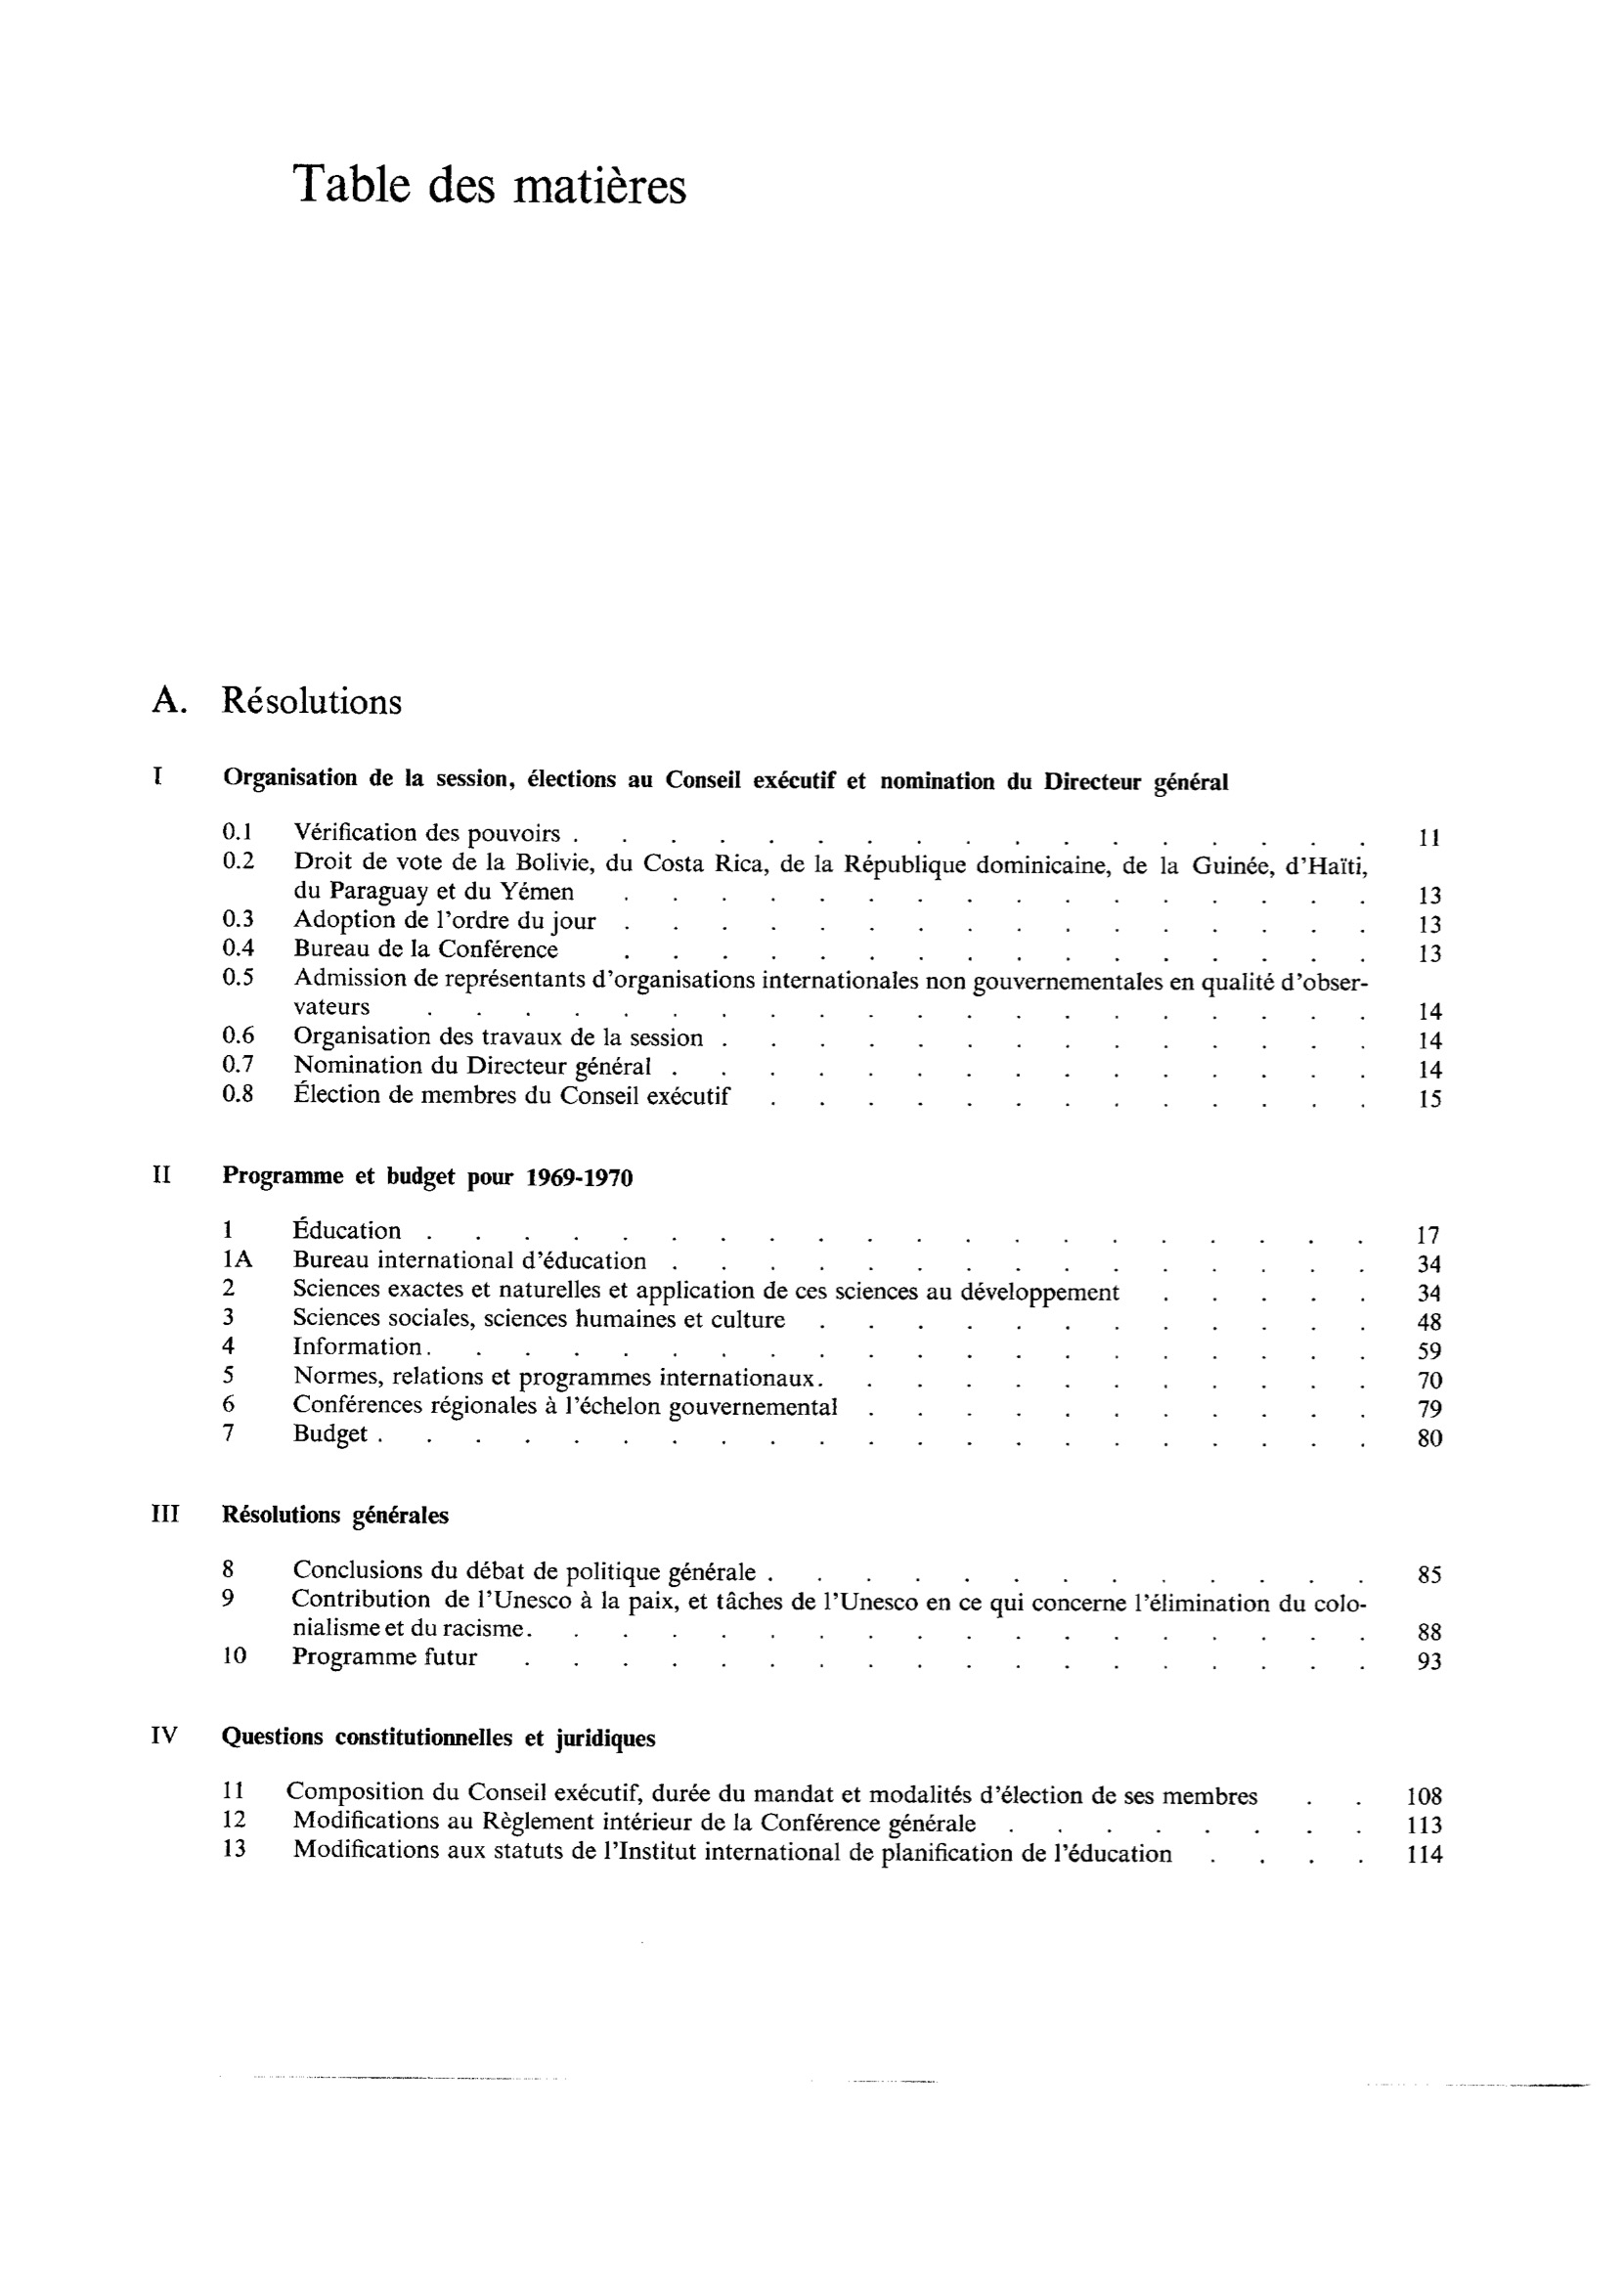 Table des matières
A. Résolutions
I Organisation de la session, élections au Conseil exécutif et nomination du Directeur général
0.1 Vérification des pouvoirs . . . . . . . . . . . . . . . . . 11
0.2 Droit de vote de la Bolivie, du Costa Rica, de la République dominicaine, de la Guinée, d'Haïti,
du Paraguay et du Yémen . . . . . . . . . . . . . . . . 13
0.3 Adoption de l'ordre du jour . . . . . . . . . . . . . . . . 13
0.4 Bureau de la Conférence . . . . . . . . . . . . . . . . 13
0.5 Admission de représentants d'organisations internationales non gouvernementales en qualité d'obser-
vateurs . . . . . . . . . . . . . . . . . . . . 14
0.6 Organisation des travaux de la session . . . . . . . . . . . . . . 14
0.7 Nomination du Directeur général . . . . . . . . . . . . . . . 14
0.8 Élection de membres du Conseil exécutif . . . . . . . . . . . . . 15
II Programme et budget pour 1969-1970
1 Éducation . . . . . . . . . . . . . . . . . . . . 17
1A Bureau international d'éducation . . . . . . . . . . . . . . . 34
2 Sciences exactes et naturelles et application de ces sciences au développement . . . . . 34
3 Sciences sociales, sciences humaines et culture . . . . . . . . . . . . 48
4 Information . . . . . . . . . . . . . . . . . . . . 59
5 Normes, relations et programmes internationaux . . . . . . . . . . . . 70
6 Conférences régionales à l'échelon gouvernemental . . . . . . . . . . . 79
7 Budget . . . . . . . . . . . . . . . . . . . . . 80
III Résolutions générales
8 Conclusions du débat de politique générale . . . . . . . . . . . . . 85
9 Contribution de l'Unesco à la paix, et tâches de l'Unesco en ce qui concerne l'élimination du colo-
nialisme et du racisme . . . . . . . . . . . . . . . . . . 88
10 Programme futur . . . . . . . . . . . . . . . . . . 93
IV Questions constitutionnelles et juridiques
11 Composition du Conseil exécutif, durée du mandat et modalités d'élection de ses membres . . 108
12 Modifications au Règlement intérieur de la Conférence générale . . . . . . . . 113
13 Modifications aux statuts de l'Institut international de planification de l'éducation . . . . 114